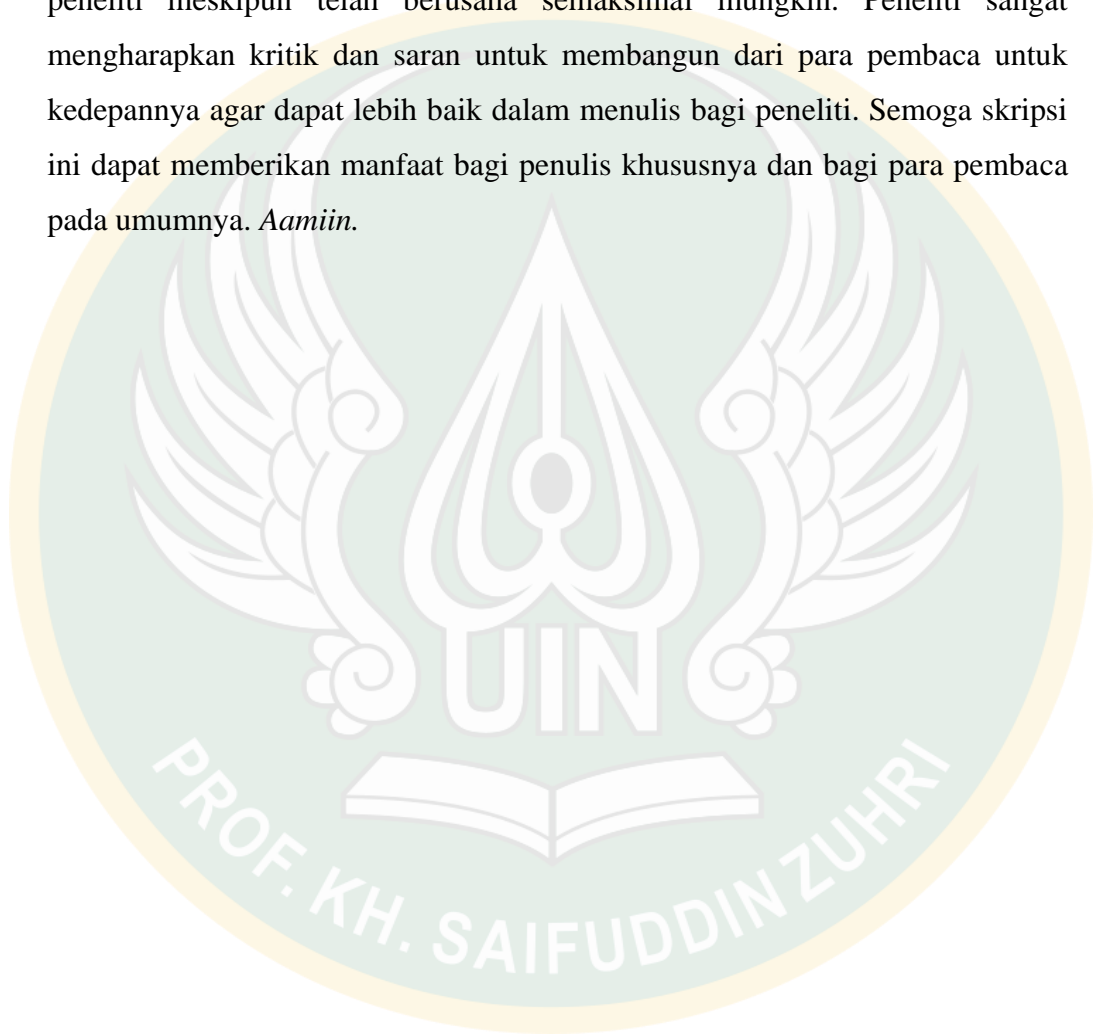 peneliti meskipun telah berusaha semaksimal mungkin. Peneliti sangat
mengharapkan kritik dan saran untuk membangun dari para pembaca untuk
kedepannya agar dapat lebih baik dalam menulis bagi peneliti. Semoga skripsi
ini dapat memberikan manfaat bagi penulis khususnya dan bagi para pembaca
pada umumnya. Aamiin.
UIN
PROF. KH. SAIFUDDIN ZUHRI